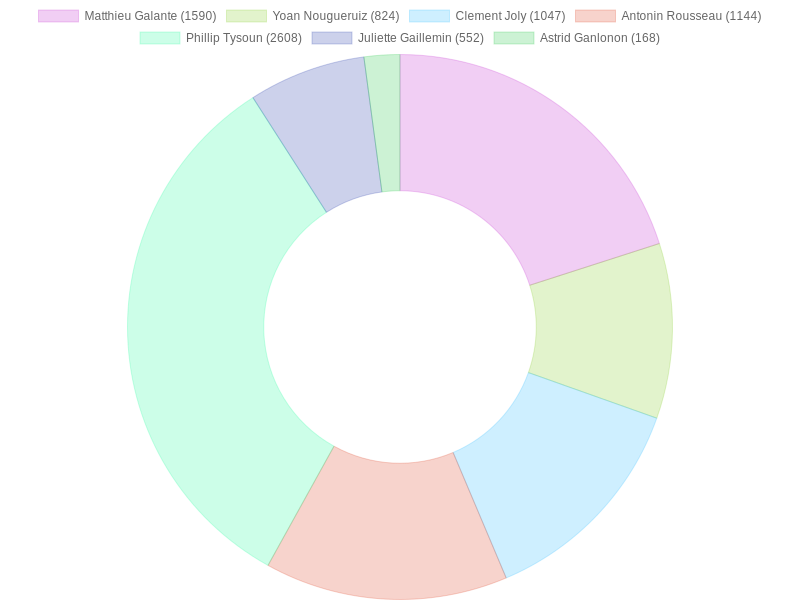 Matthieu Galante (1590) Yoan Nougueruiz (824) Clement Joly (1047) Antonin Rousseau (1144)
Phillip Tysoun (2608) Juliette Gaillemin (552) Astrid Ganlonon (168)